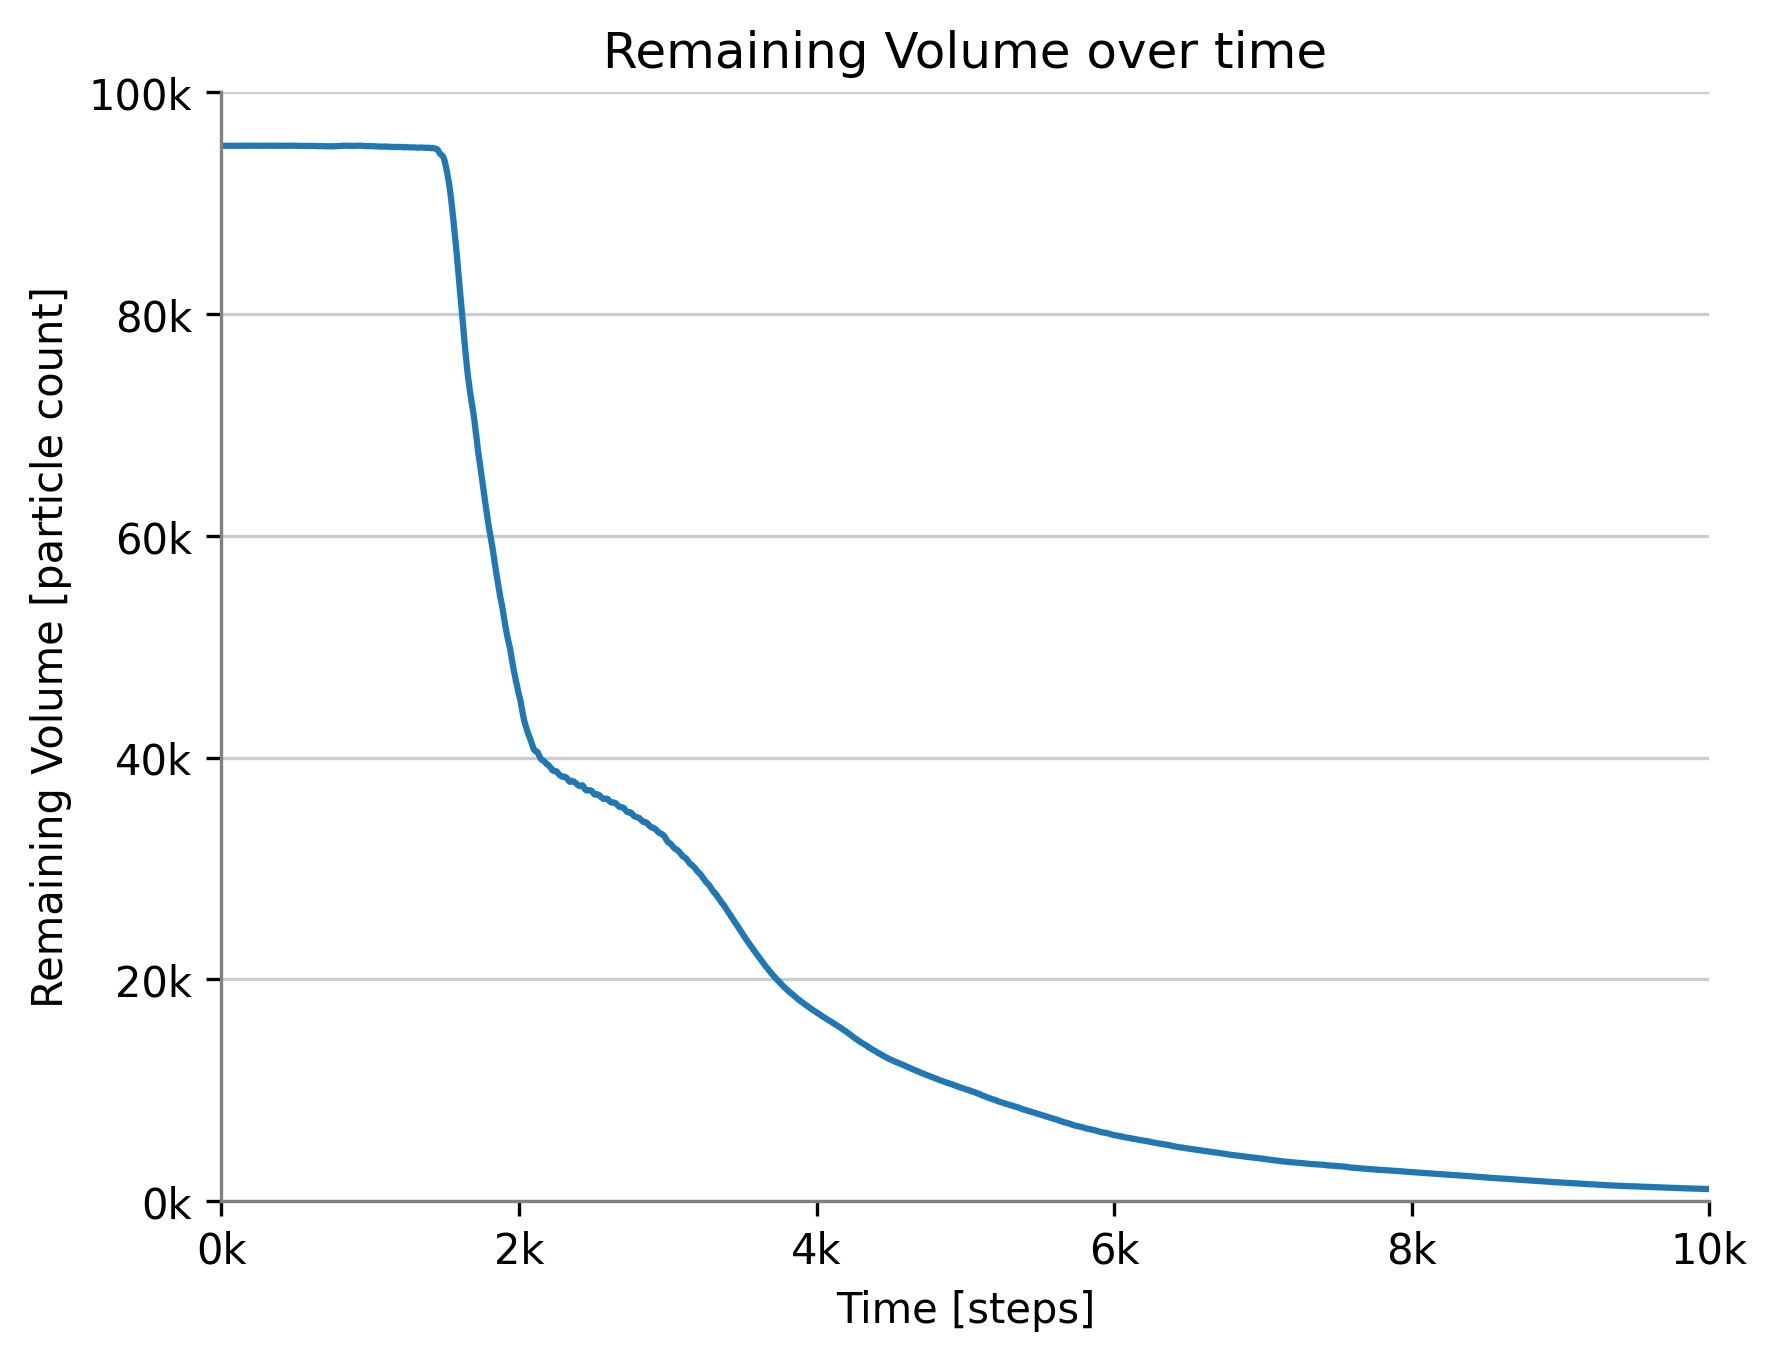 Remaining Volume over time
100k
80k
60k
40k
20k
0k
Remaining Volume [particle count]
0k 2k 4k 6k 8k 10k
Time [steps]